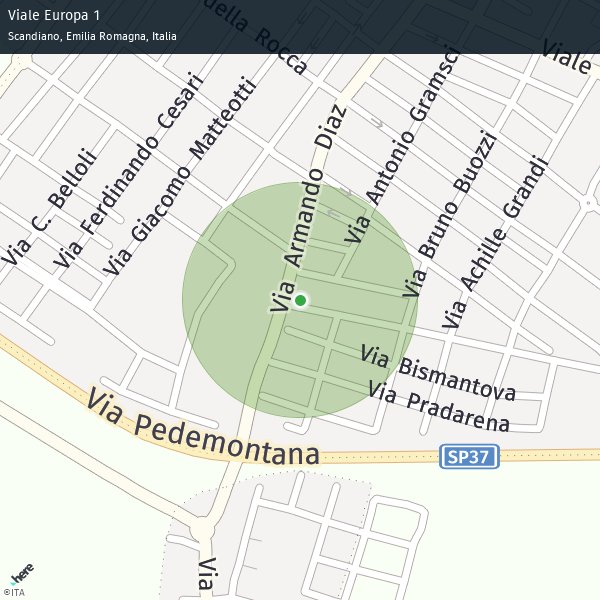 Viale Europa 1
Scandiano, Emilia Romagna, Italia
della Rocca
Viale
Via Armando Diaz
Via Antonio Gramsci
Via C. Belloli
Via Ferdinando Cesari
Via Giacomo Matteotti
Via Bruno Buozzi
Via Achille Grandi
Via Bismantova
Via Pradarena
Via Pedemontana
SP37
Via
here
©ITA